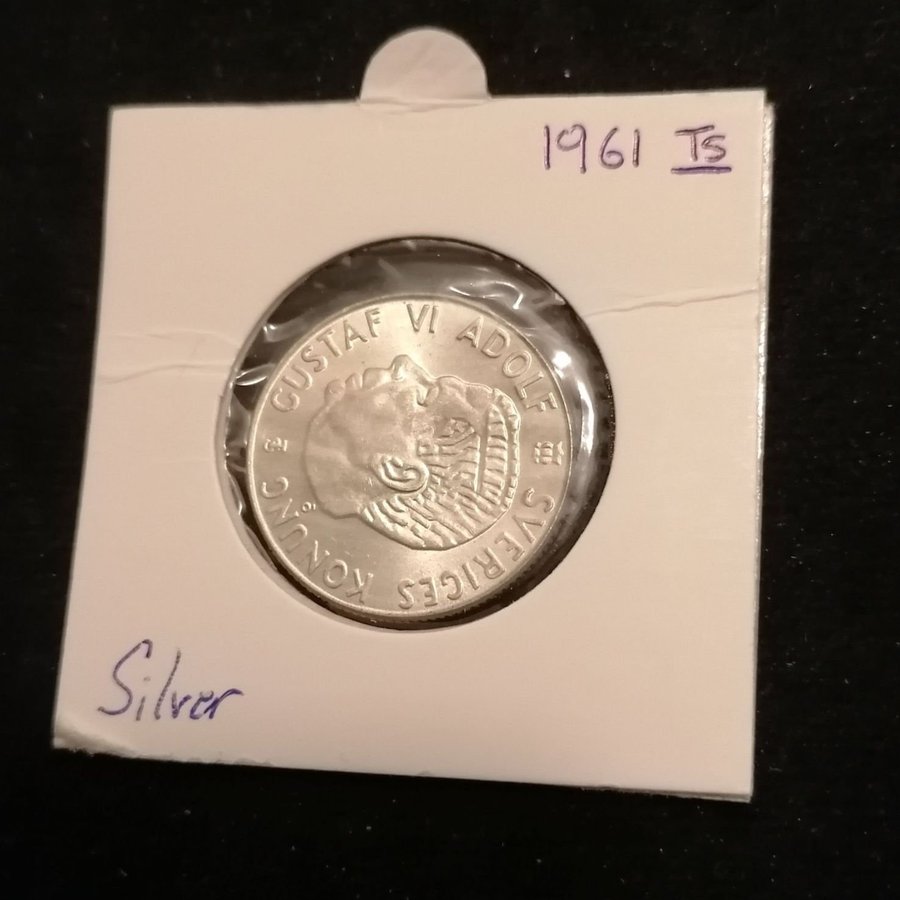 1961 TS
GUSTAF VI ADOLF SVERIGES KONUNG
Silver